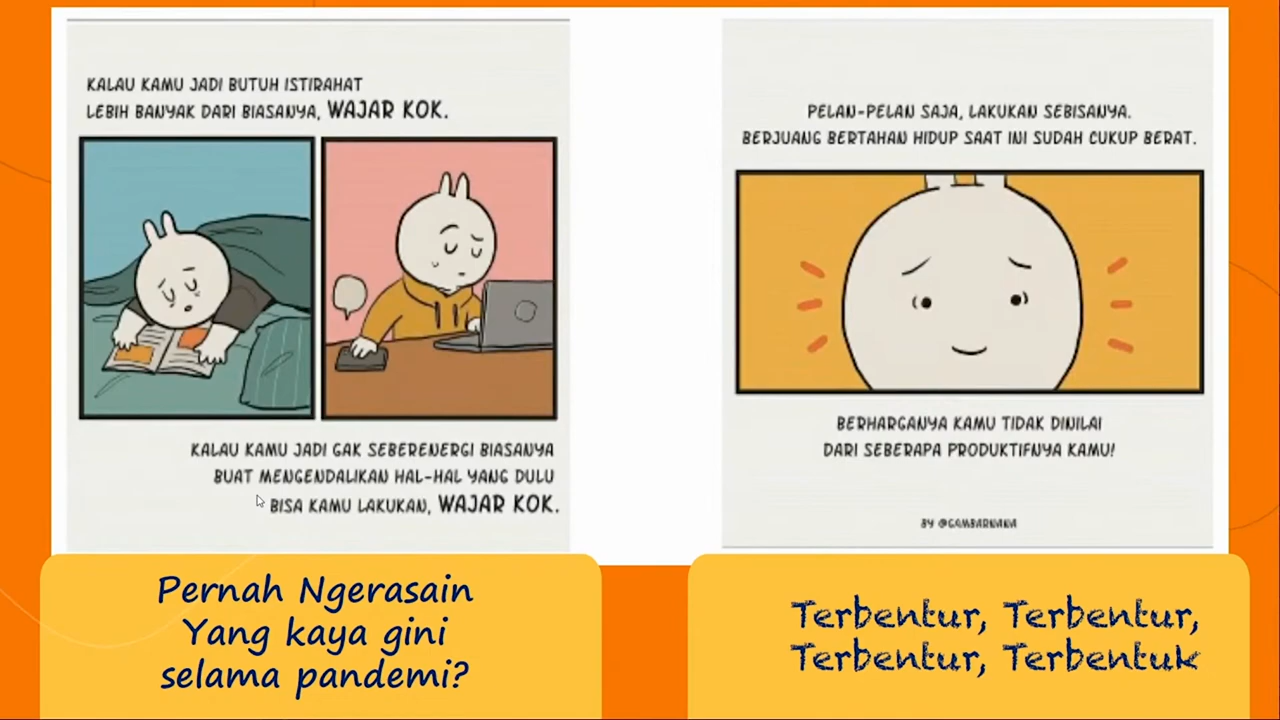 KALAU KAMU JADI BUTUH ISTIRAHAT
LEBIH BANYAK DARI BIASANYA, WAJAR KOK.
KALAU KAMU JADI GAK SEBERENERGI BIASANYA
BUAT MENGENDALIKAN HAL-HAL YANG DULU
BISA KAMU LAKUKAN, WAJAR KOK.
Pernah Ngerasain
Yang kaya gini
selama pandemi?
PELAN-PELAN SAJA, LAKUKAN SEBISANYA.
BERJUANG BERTAHAN HIDUP SAAT INI SUDAH CUKUP BERAT.
BERHARGANYA KAMU TIDAK DINILAI
DARI SEBERAPA PRODUKTIFNYA KAMU!
BY @GAMBARNANA
Terbentur, Terbentur,
Terbentur, Terbentuk